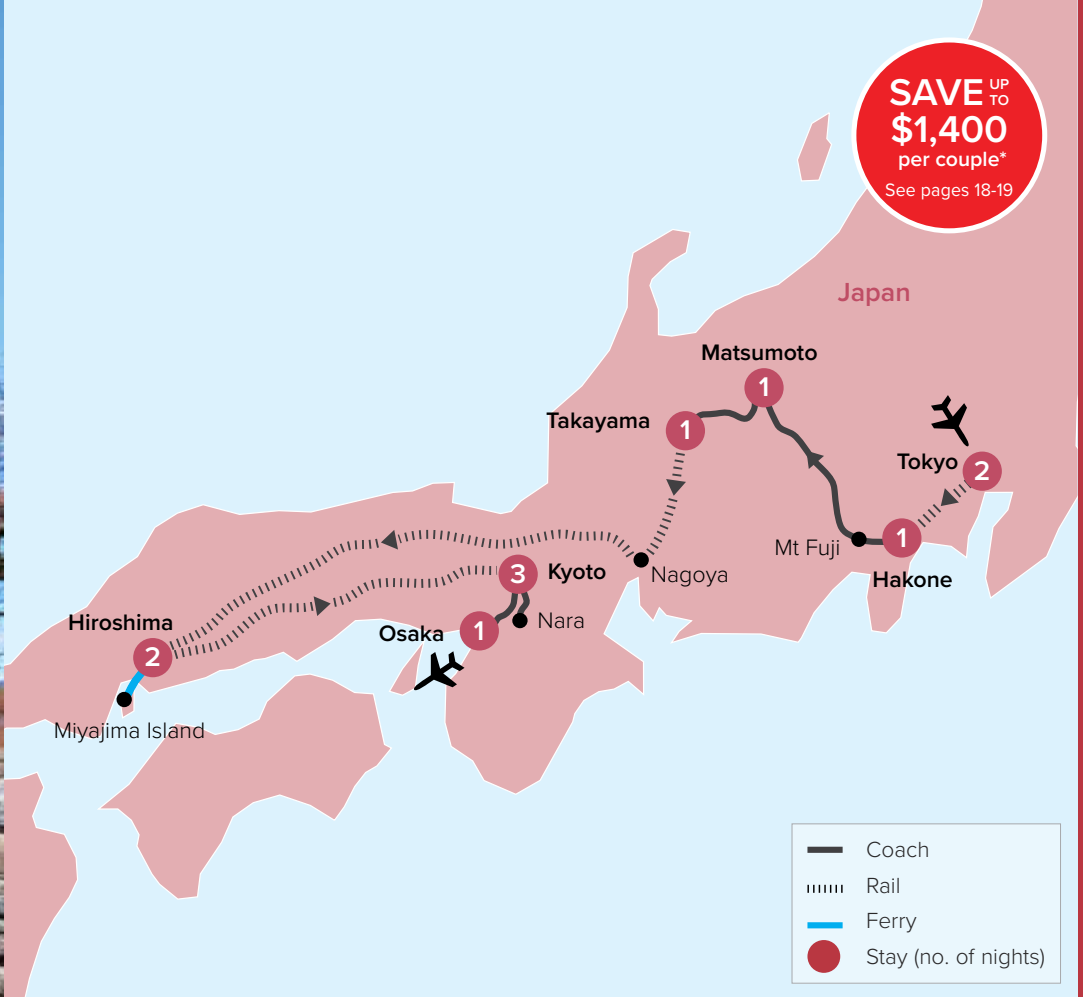 SAVE UP TO
$1,400
per couple*
See pages 18-19
Japan
Matsumoto
1
Takayama
1
Tokyo
2
Mt Fuji
1
Hakone
Nagoya
3
Kyoto
Hiroshima
2
Osaka
1
Nara
Miyajima Island
Coach
Rail
Ferry
Stay (no. of nights)